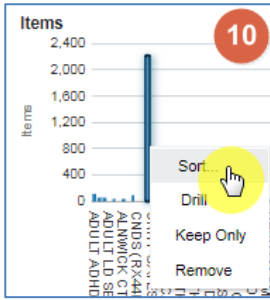 Items
10
2,400
2,000
1,600
1,200
800
400
0
Items
Sort...
Drill
Keep Only
Remove
ADULT ADHD
ADULT LD SE
ALNWICK CT
CNDS (RX44